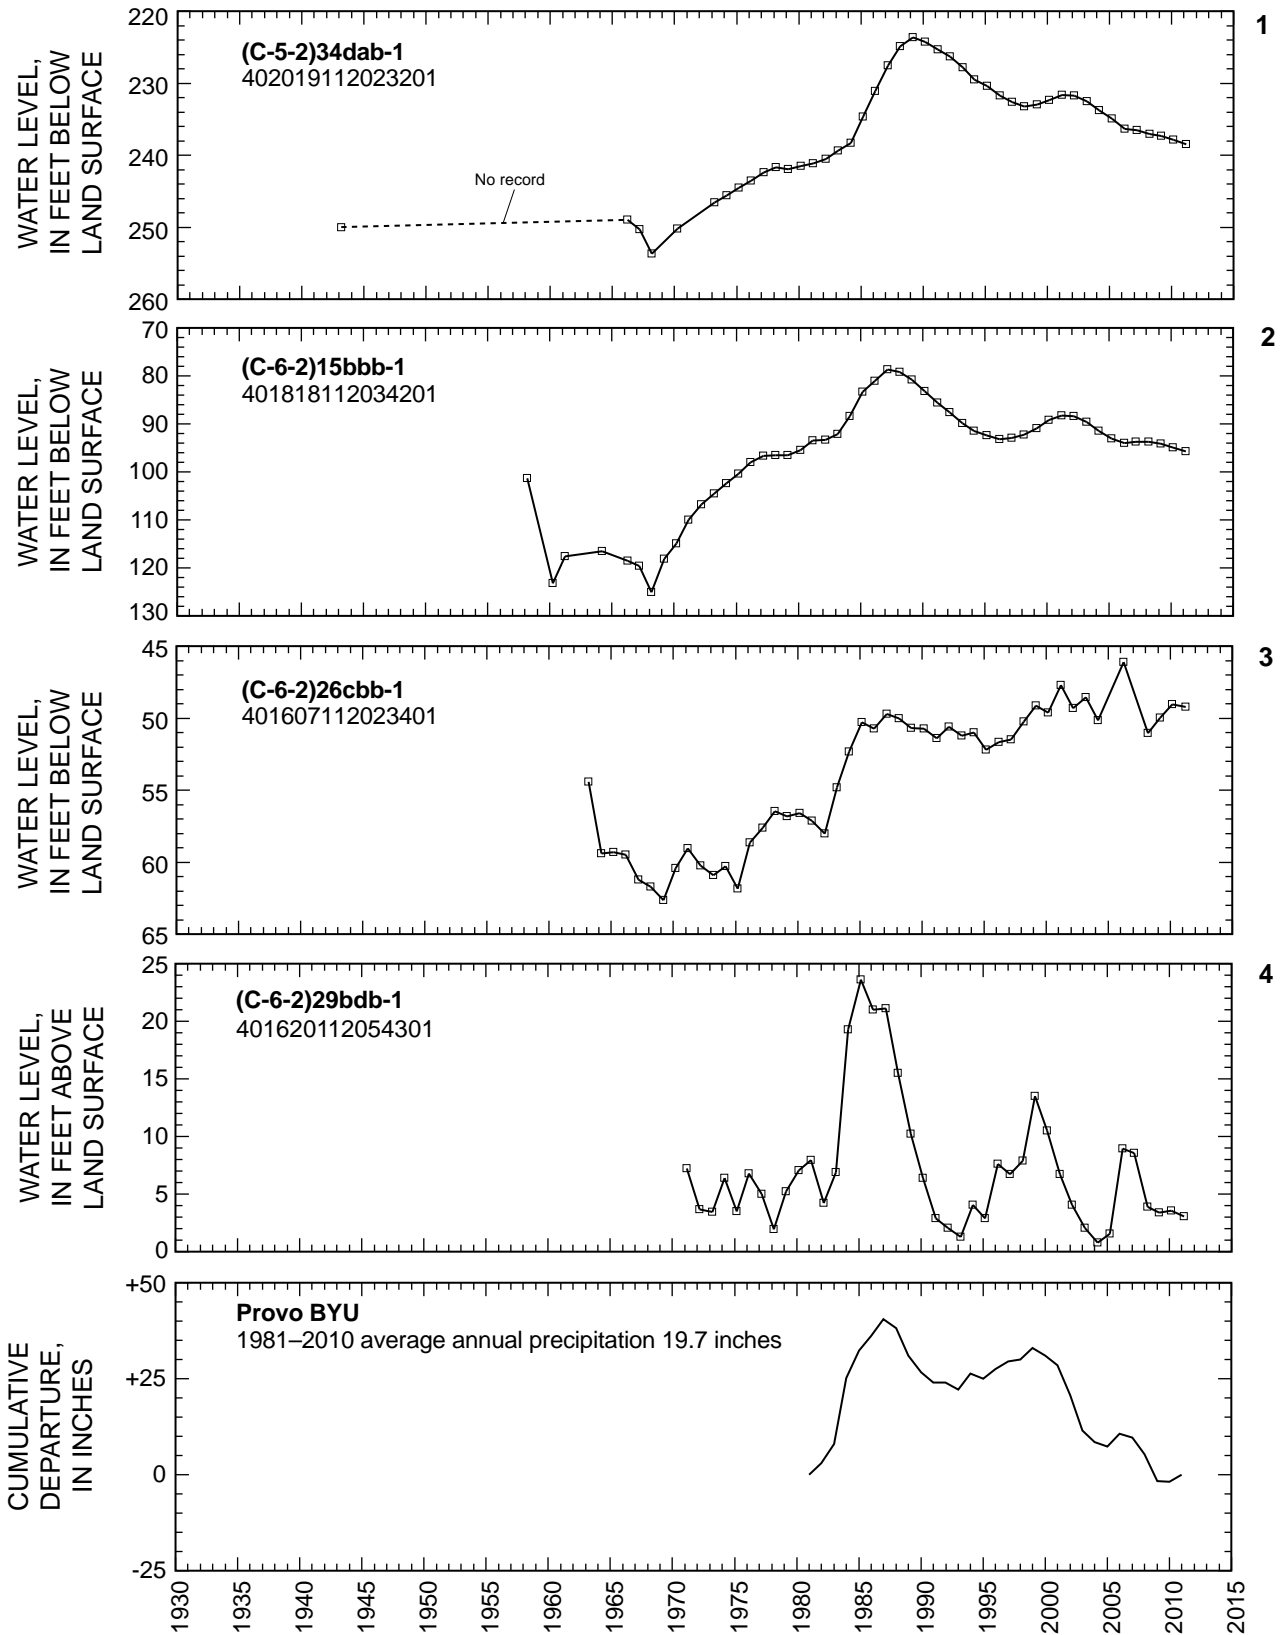 1
220
230
240
250
260
WATER LEVEL,
IN FEET BELOW
LAND SURFACE
(C-5-2)34dab-1
402019112023201
No record
2
70
80
90
100
110
120
130
WATER LEVEL,
IN FEET BELOW
LAND SURFACE
(C-6-2)15bbb-1
401818112034201
3
45
50
55
60
65
WATER LEVEL,
IN FEET BELOW
LAND SURFACE
(C-6-2)26cbb-1
401607112023401
4
25
20
15
10
5
0
WATER LEVEL,
IN FEET ABOVE
LAND SURFACE
(C-6-2)29bdb-1
401620112054301
+50
+25
0
-25
CUMULATIVE
DEPARTURE,
IN INCHES
Provo BYU
1981–2010 average annual precipitation 19.7 inches
1930
1935
1940
1945
1950
1955
1960
1965
1970
1975
1980
1985
1990
1995
2000
2005
2010
2015